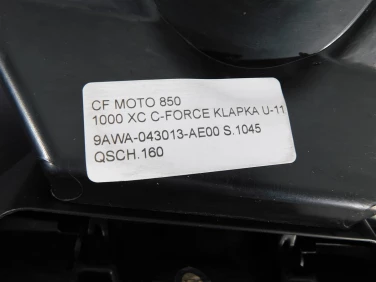 CF MOTO 850
1000 XC C-FORCE KLAPKA U-11
9AWA-043013-AE00 S.1045
QSCH.160